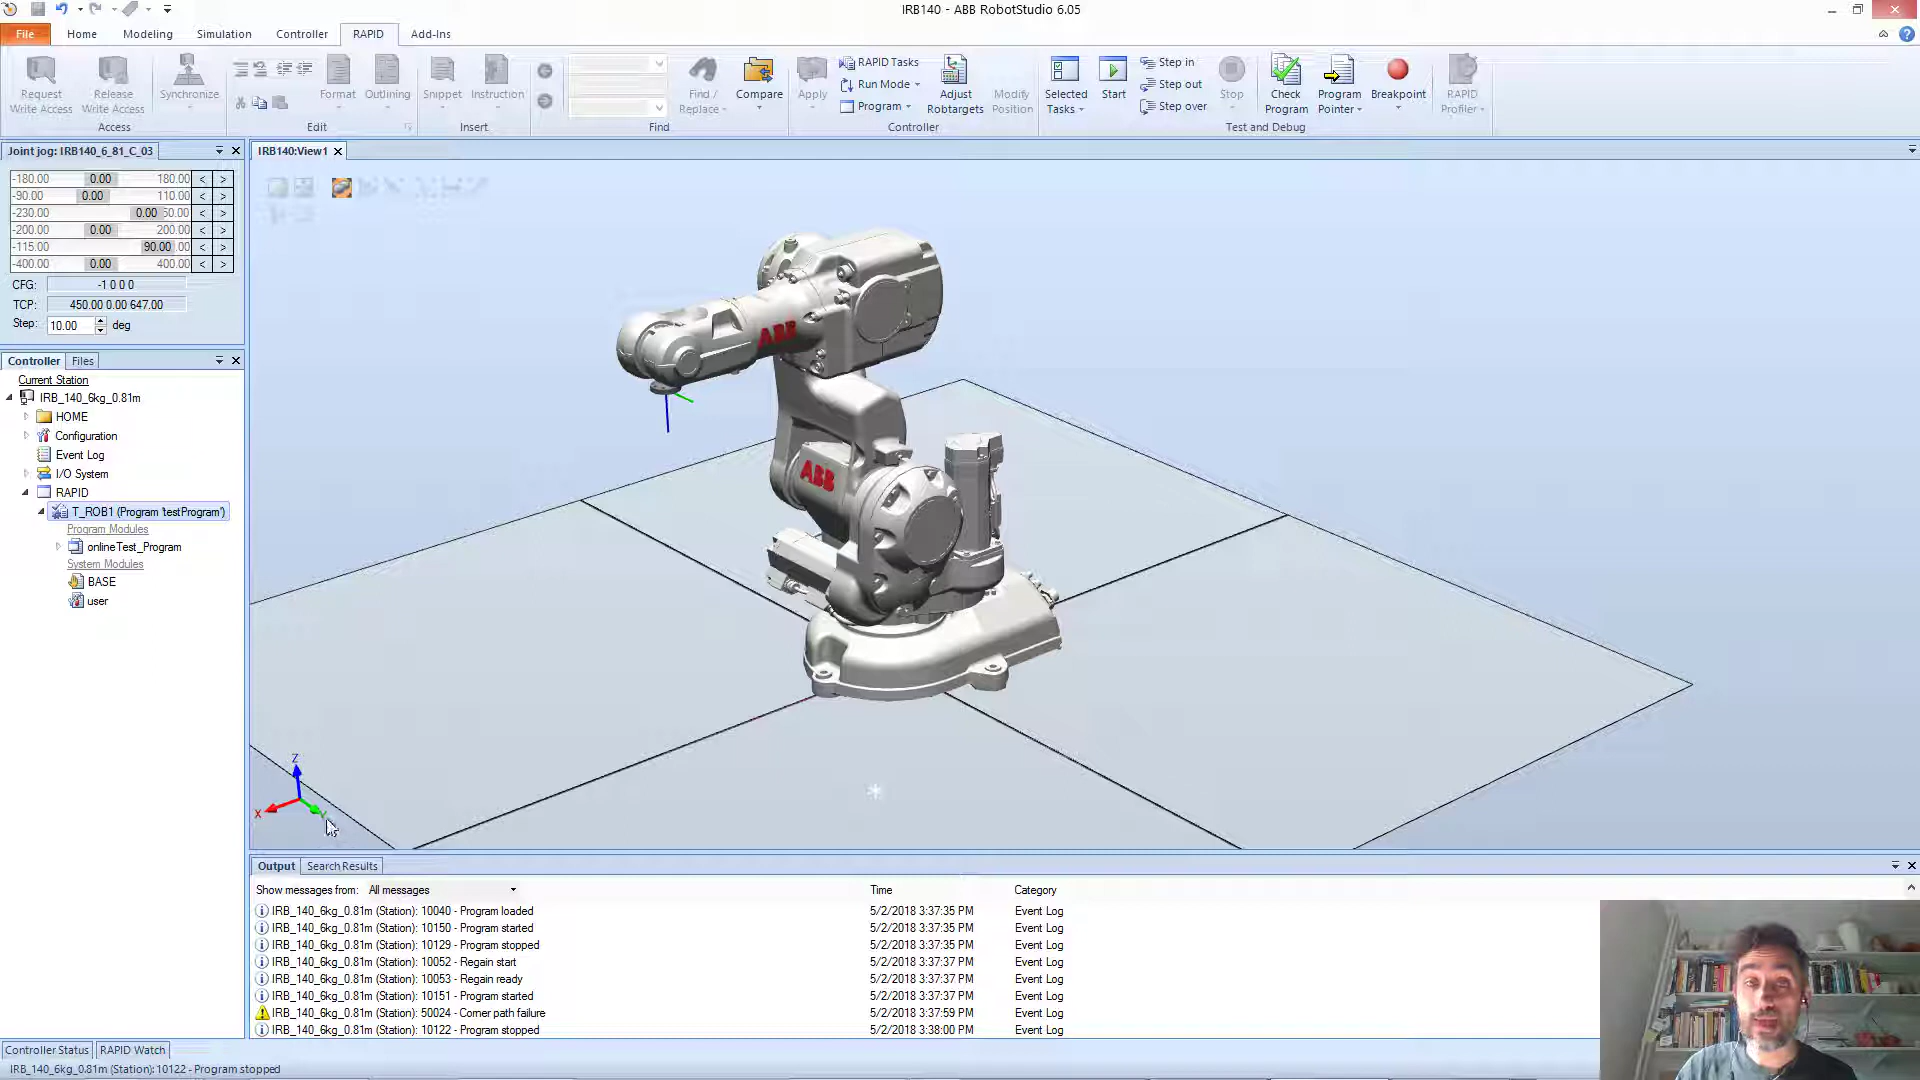 IRB140 - ABB RobotStudio 6.05
File Home Modeling Simulation Controller RAPID Add-Ins
Request Write Access
Release Write Access
Synchronize
Access
Format
Outlining
Edit
Snippet
Instruction
Insert
Find / Replace
Find
Compare
Apply
RAPID Tasks
Run Mode
Program
Adjust Robtargets
Modify Position
Controller
Selected Tasks
Start
Step in
Step out
Step over
Stop
Check Program
Program Pointer
Breakpoint
Test and Debug
RAPID Profiler
Joint jog: IRB140_6_81_C_03
-180.00 0.00 180.00 < >
-90.00 0.00 110.00 < >
-230.00 0.00 50.00 < >
-200.00 0.00 200.00 < >
-115.00 90.00 .00 < >
-400.00 0.00 400.00 < >
CFG: -1 0 0 0
TCP: 450.00 0.00 647.00
Step: 10.00 deg
Controller Files
Current Station
IRB_140_6kg_0.81m
HOME
Configuration
Event Log
I/O System
RAPID
T_ROB1 (Program 'testProgram')
Program Modules
onlineTest_Program
System Modules
BASE
user
IRB140:View1
ABB
ABB
Z
X
Y
Output Search Results
Show messages from: All messages Time Category
IRB_140_6kg_0.81m (Station): 10040 - Program loaded 5/2/2018 3:37:35 PM Event Log
IRB_140_6kg_0.81m (Station): 10150 - Program started 5/2/2018 3:37:35 PM Event Log
IRB_140_6kg_0.81m (Station): 10129 - Program stopped 5/2/2018 3:37:35 PM Event Log
IRB_140_6kg_0.81m (Station): 10052 - Regain start 5/2/2018 3:37:37 PM Event Log
IRB_140_6kg_0.81m (Station): 10053 - Regain ready 5/2/2018 3:37:37 PM Event Log
IRB_140_6kg_0.81m (Station): 10151 - Program started 5/2/2018 3:37:37 PM Event Log
IRB_140_6kg_0.81m (Station): 50024 - Corner path failure 5/2/2018 3:37:59 PM Event Log
IRB_140_6kg_0.81m (Station): 10122 - Program stopped 5/2/2018 3:38:00 PM Event Log
Controller Status RAPID Watch
IRB_140_6kg_0.81m (Station): 10122 - Program stopped